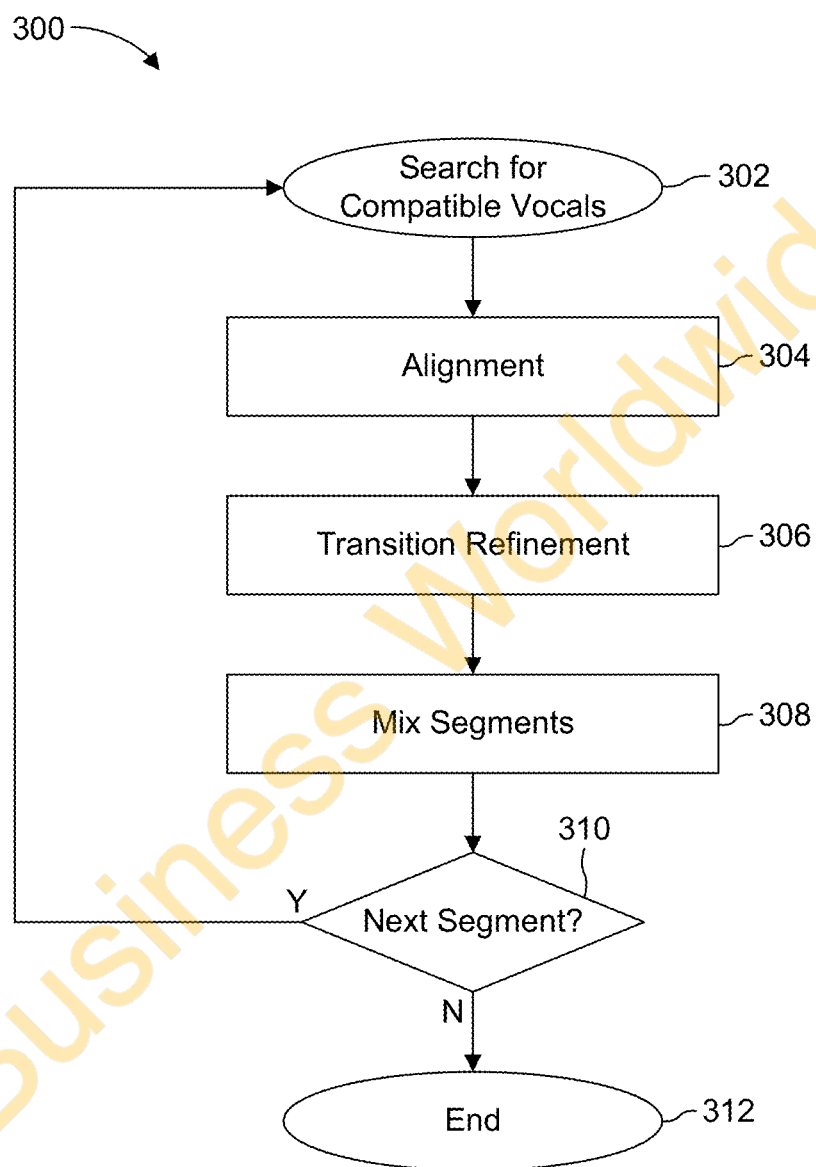 300
Search for
Compatible Vocals
302
Alignment
304
Transition Refinement
306
Mix Segments
308
310
Y
Next Segment?
N
End
312
Business Worldwid